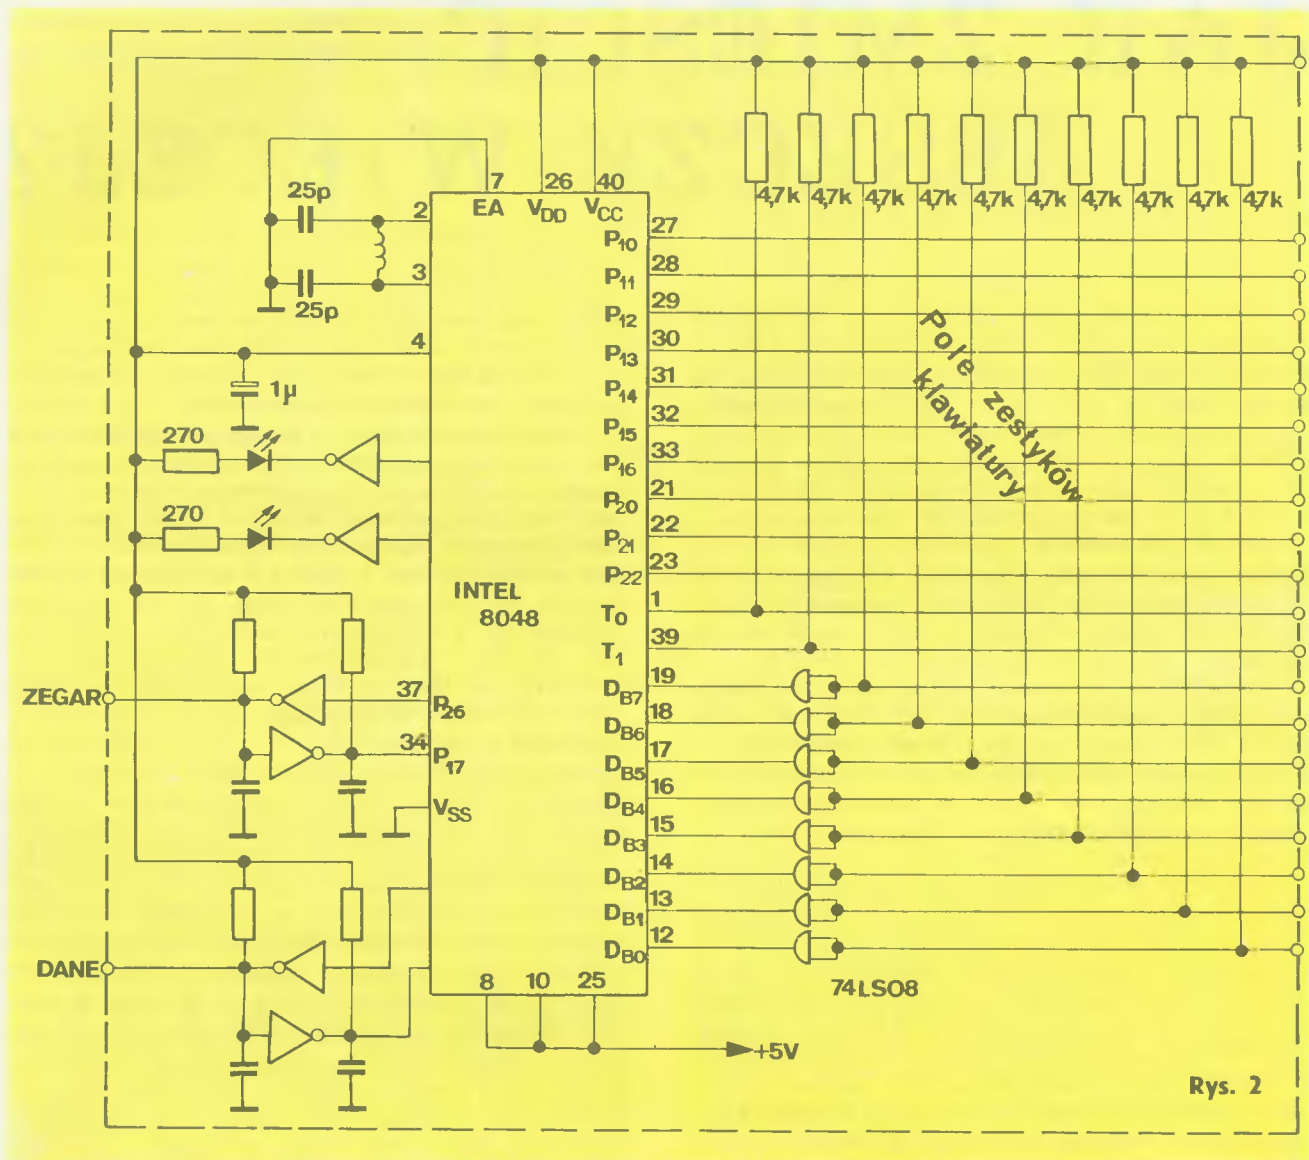 7
26
40
EA
V_DD
V_CC
25p
2
3
25p
4
1μ
270
270
INTEL
8048
ZEGAR
37
P26
34
P17
VSS
DANE
8
10
25
+5V
4,7k 4,7k 4,7k 4,7k 4,7k 4,7k 4,7k 4,7k 4,7k 4,7k
P10 27
P11 28
P12 29
P13 30
P14 31
P15 32
P16 33
P20 21
P21 22
P22 23
T0 1
T1 39
DB7 19
DB6 18
DB5 17
DB4 16
DB3 15
DB2 14
DB1 13
DB0 12
Pole zestyków
klawiatury
74LS08
Rys. 2